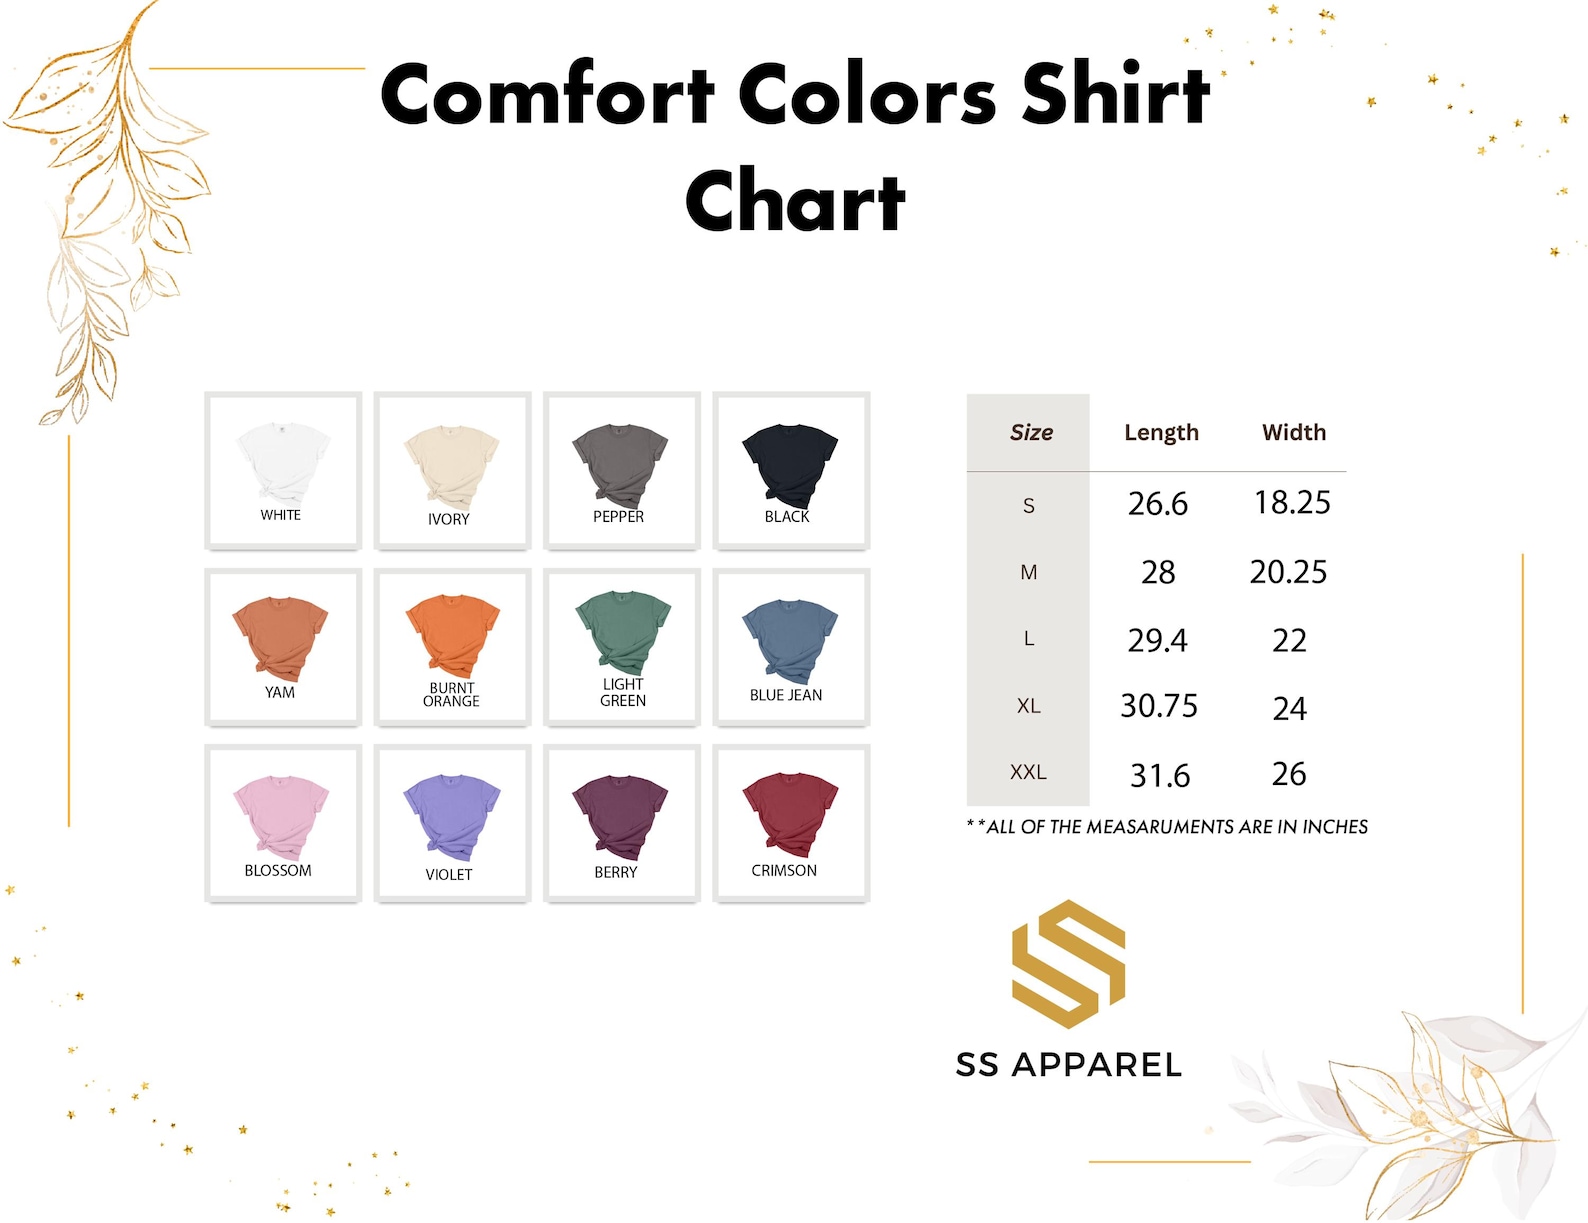 Comfort Colors Shirt
Chart
WHITE
IVORY
PEPPER
BLACK
YAM
BURNT
ORANGE
LIGHT
GREEN
BLUE JEAN
BLOSSOM
VIOLET
BERRY
CRIMSON
Size Length Width
S 26.6 18.25
M 28 20.25
L 29.4 22
XL 30.75 24
XXL 31.6 26
**ALL OF THE MEASARUMENTS ARE IN INCHES
SS APPAREL